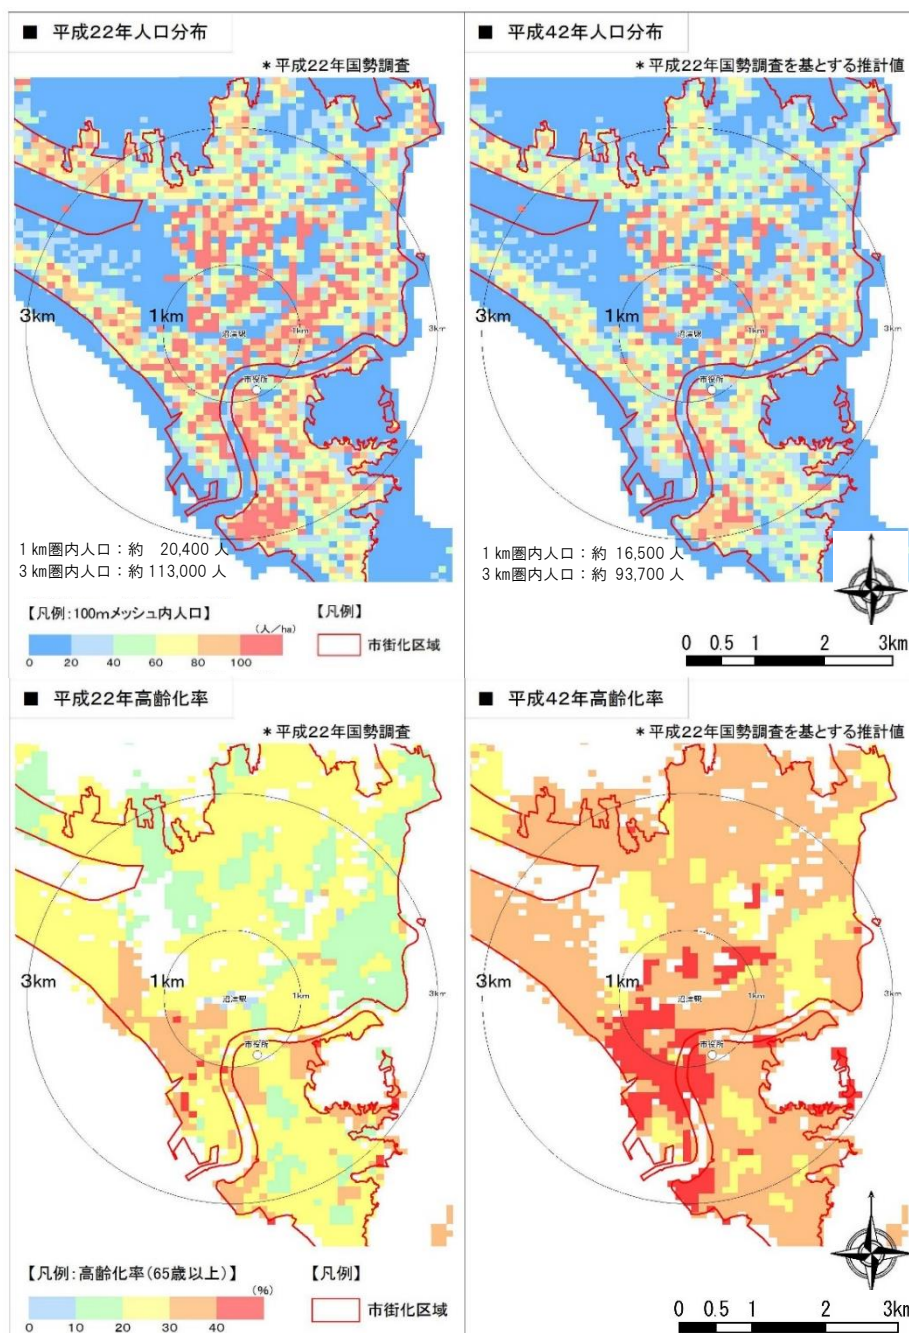 ■ 平成22年人口分布
＊平成22年国勢調査
3km
1km
沼津駅
1km
3km
市役所
1km圏内人口：約 20,400 人
3km圏内人口：約 113,000 人
【凡例：100mメッシュ内人口】
(人／ha)
0 20 40 60 80 100
【凡例】
市街化区域
■ 平成42年人口分布
＊平成22年国勢調査を基とする推計値
3km
1km
沼津駅
1km
3km
市役所
1km圏内人口：約 16,500 人
3km圏内人口：約 93,700 人
0 0.5 1 2 3km
■ 平成22年高齢化率
＊平成22年国勢調査
3km
1km
沼津駅
1km
3km
市役所
【凡例：高齢化率(65歳以上)】
(%)
0 10 20 30 40
【凡例】
市街化区域
■ 平成42年高齢化率
＊平成22年国勢調査を基とする推計値
3km
1km
沼津駅
1km
3km
市役所
0 0.5 1 2 3km